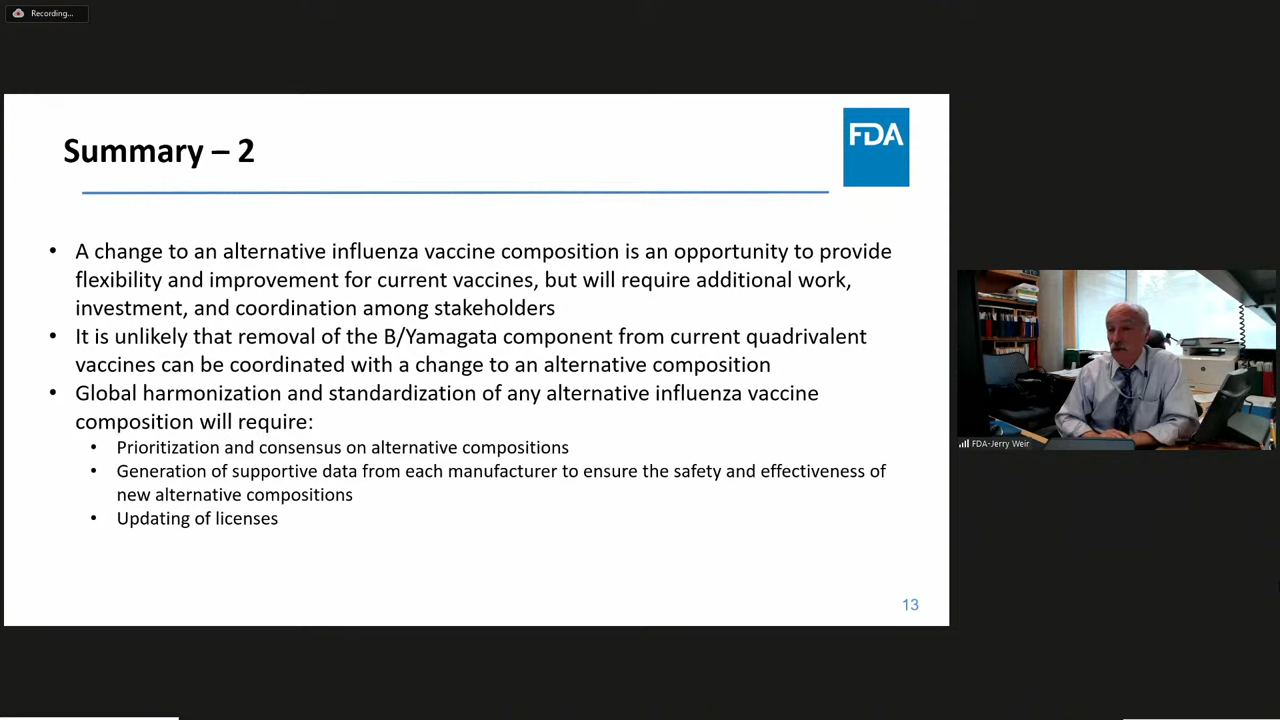 Recording...
Summary – 2
FDA
• A change to an alternative influenza vaccine composition is an opportunity to provide
flexibility and improvement for current vaccines, but will require additional work,
investment, and coordination among stakeholders
• It is unlikely that removal of the B/Yamagata component from current quadrivalent
vaccines can be coordinated with a change to an alternative composition
• Global harmonization and standardization of any alternative influenza vaccine
composition will require:
• Prioritization and consensus on alternative compositions
• Generation of supportive data from each manufacturer to ensure the safety and effectiveness of
new alternative compositions
• Updating of licenses
13
FDA-Jerry Weir